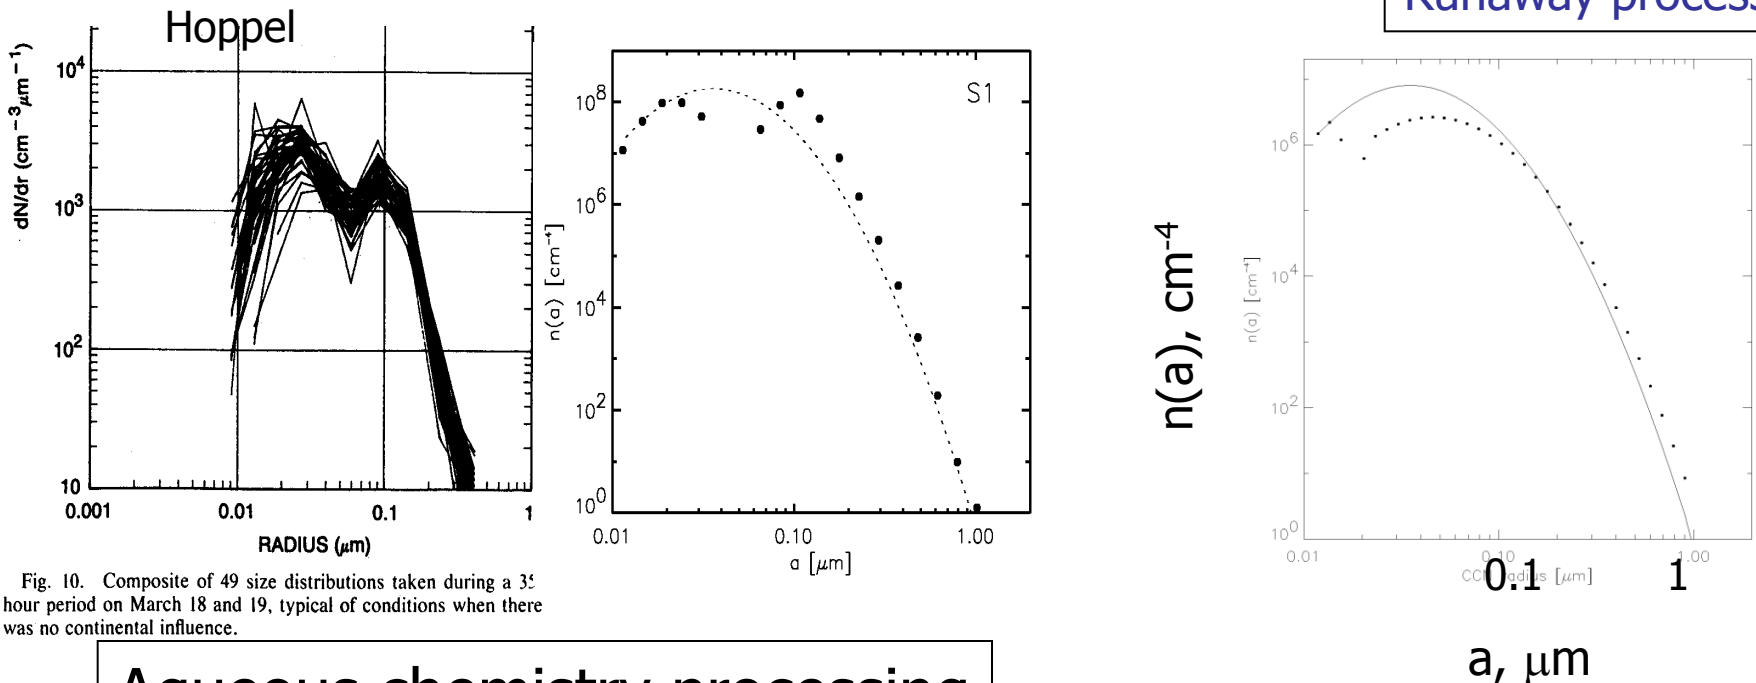 Hoppel
dN/dr (cm⁻³μm⁻¹)
10⁴
10³
10²
10
0.001
0.01
0.1
1
RADIUS (μm)
Fig. 10. Composite of 49 size distributions taken during a
hour period on March 18 and 19, typical of conditions when there
was no continental influence.
S1
n(a) [cm⁻⁴]
10⁸
10⁶
10⁴
10²
10⁰
0.01
0.10
1.00
a [μm]
n(a), cm⁻⁴
n(a) [cm⁻⁴]
10⁶
10⁴
10²
10⁰
0.01
0.10
1.00
radius [μm]
0.1
1
a, μm
Runaway process
Aqueous chemistry processing